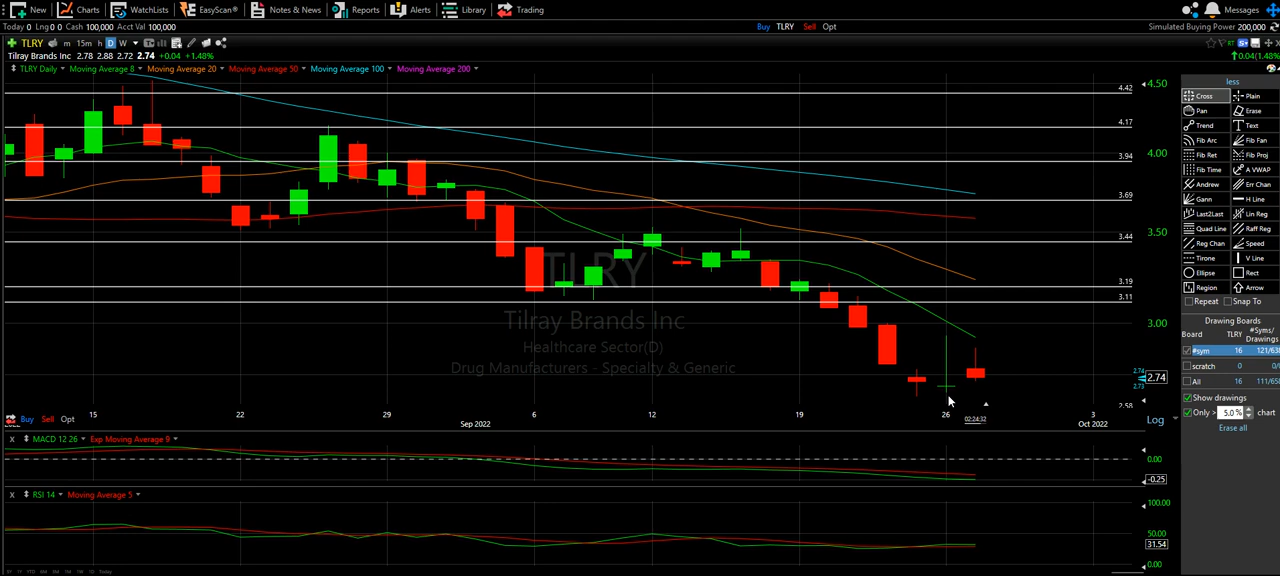 New Charts WatchLists EasyScan® Notes & News Reports Alerts Library Trading Messages
Today 0 Lng 0 0 Cash 100,000 Acct Val 100,000 Buy TLRY Sell Opt Simulated Buying Power 200,000
TLRY m 15m h D W
Tilray Brands Inc 2.78 2.88 2.72 2.74 +0.04 +1.48% 0.04(1.48%
TLRY Daily Moving Average 8 Moving Average 20 Moving Average 50 Moving Average 100 Moving Average 200
less
4.50
4.42
Cross Plain
Pan Erase
4.17
Trend Text
Fib Arc Fib Fan
4.00
3.94
Fib Ret Fib Proj
Fib Time A VWAP
Andrew Err Chan
3.69
Gann H Line
Last2Last Lin Reg
3.50
Quad Line Raff Reg
3.44
Reg Chan Speed
Tirone V Line
Ellipse Rect
3.19
Region Arrow
3.11
Repeat Snap To
TLRY
Tilray Brands Inc
Healthcare Sector(D)
Drug Manufacturers - Specialty & Generic
3.00
Drawing Boards
Board TLRY #Syms/
Drawings
#sym 16 121/63
scratch 0 0/
All 16 111/65
Show drawings
Only > 5.0 % chart
Erase all
2.74
2.74
2.73
2.58
Buy Sell Opt
15 22 29 6 12 19 26 3
02:24:32
Sep 2022 Oct 2022
Log
X MACD 12 26 Exp Moving Average 9
0.00
-0.25
X RSI 14 Moving Average 5
100.00
50.00
31.54
0.00
Today